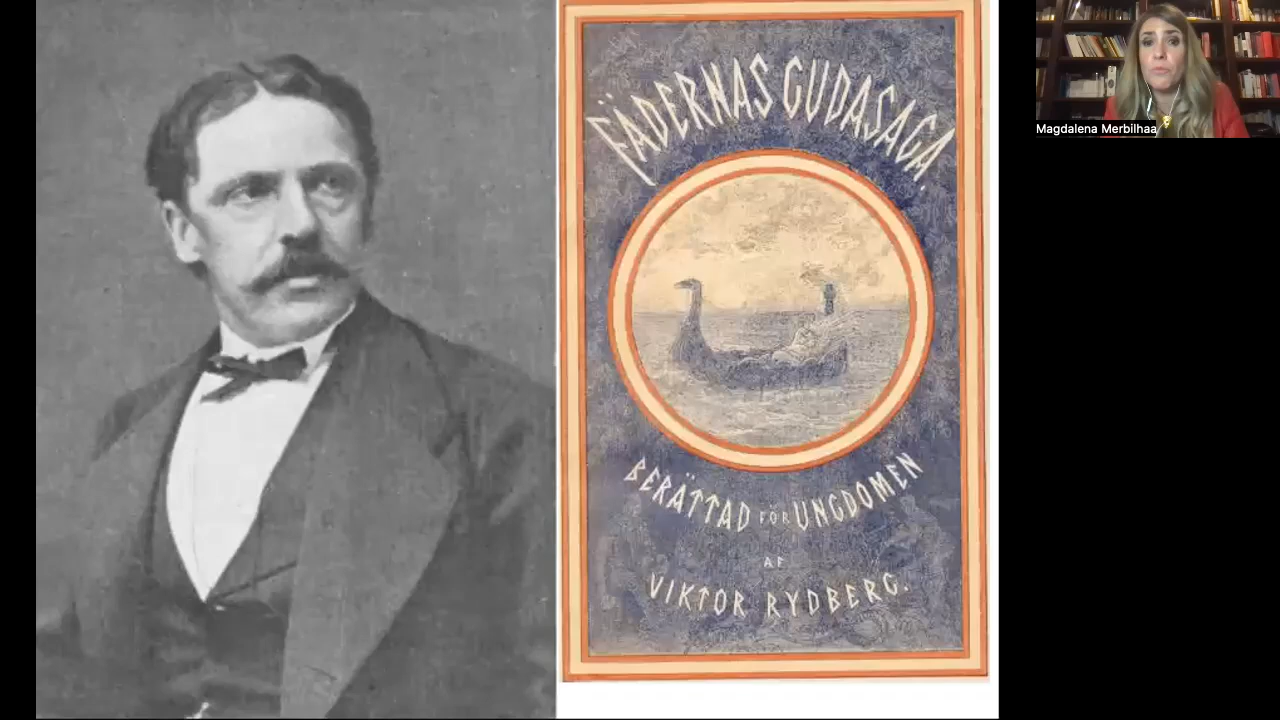 FÄDERNAS GUDASAGA.
BERÄTTAD FÖR UNGDOMEN
AF
VIKTOR RYDBERG.
Magdalena Merbilhaa